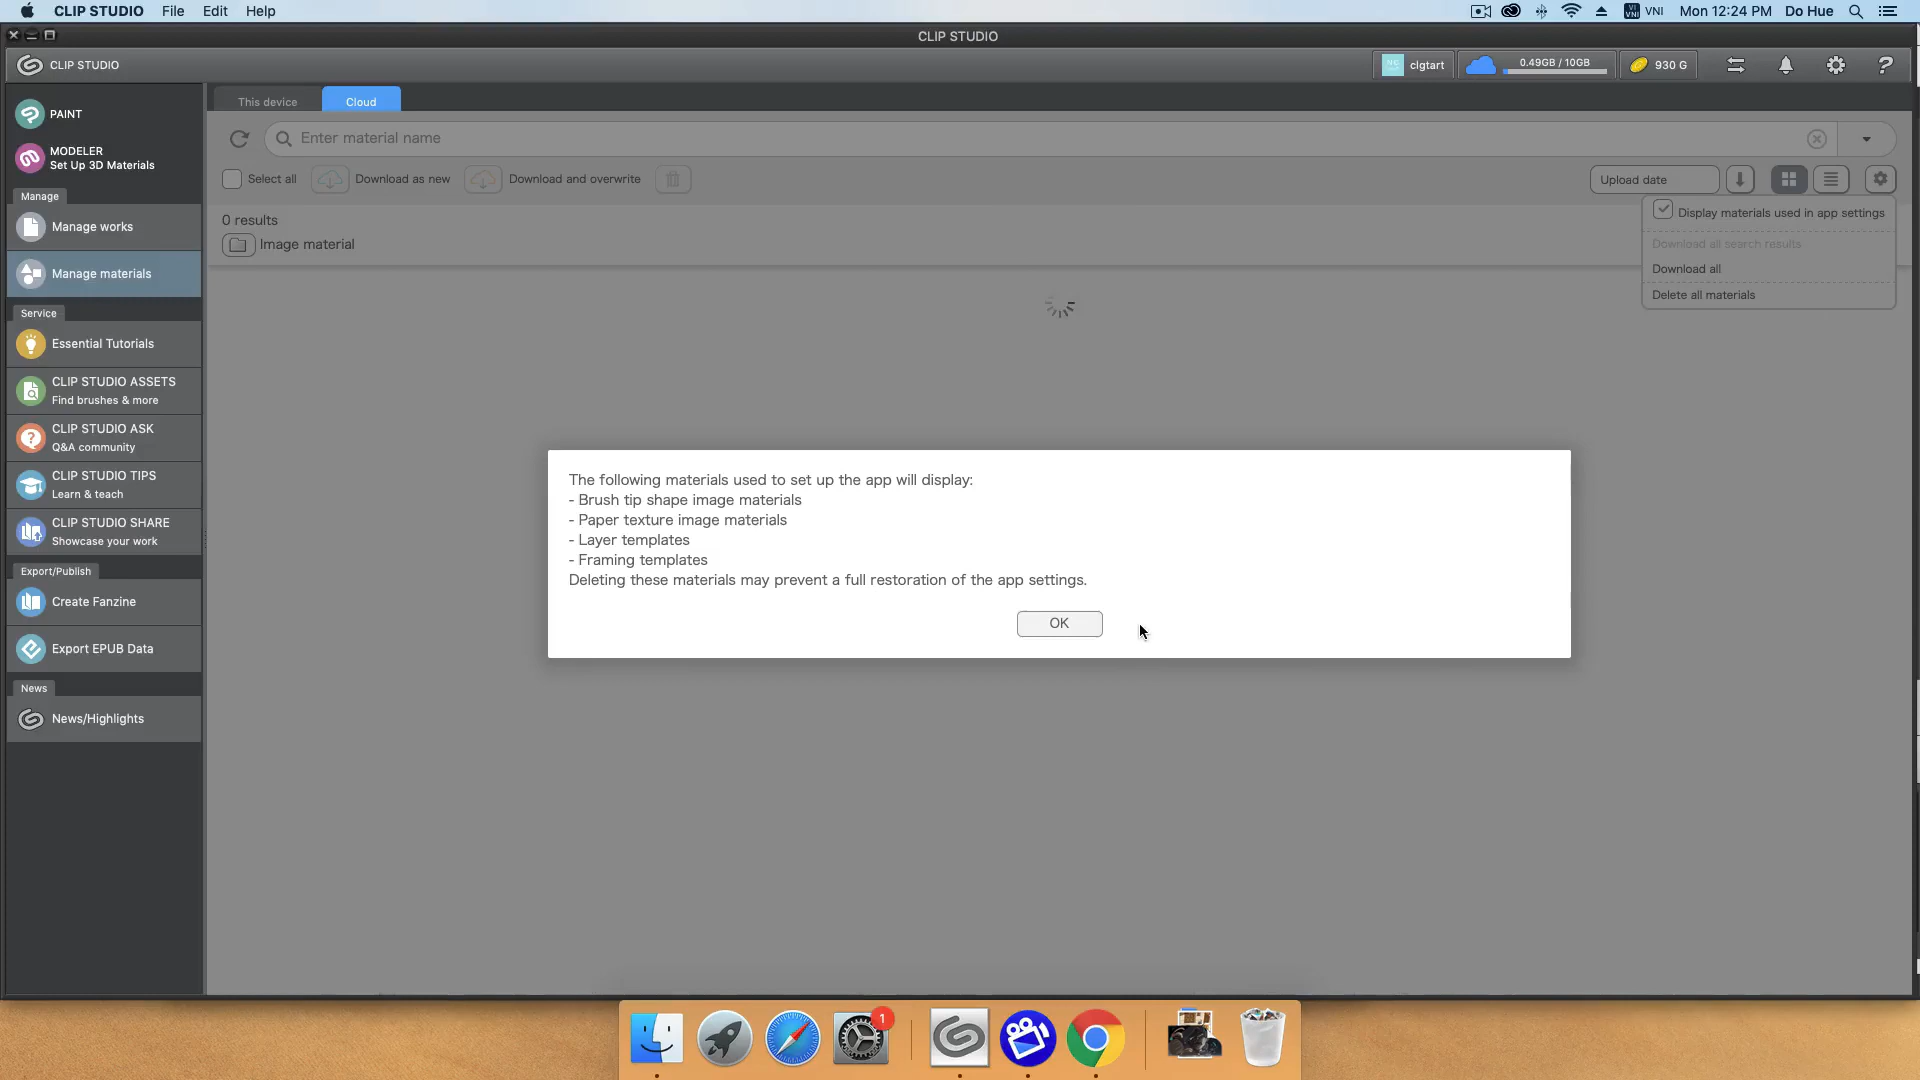 CLIP STUDIO File Edit Help
VI VNI VNI Mon 12:24 PM Do Hue
CLIP STUDIO
CLIP STUDIO
NC clgtart 0.49GB / 10GB 930 G ?
PAINT
MODELER
Set Up 3D Materials
Manage
Manage works
Manage materials
Service
Essential Tutorials
CLIP STUDIO ASSETS
Find brushes & more
CLIP STUDIO ASK
Q&A community
CLIP STUDIO TIPS
Learn & teach
CLIP STUDIO SHARE
Showcase your work
Export/Publish
Create Fanzine
Export EPUB Data
News
News/Highlights
This device Cloud
Enter material name
Select all Download as new Download and overwrite Upload date
0 results
Image material
Display materials used in app settings
Download all search results
Download all
Delete all materials
The following materials used to set up the app will display:
- Brush tip shape image materials
- Paper texture image materials
- Layer templates
- Framing templates
Deleting these materials may prevent a full restoration of the app settings.
OK
1